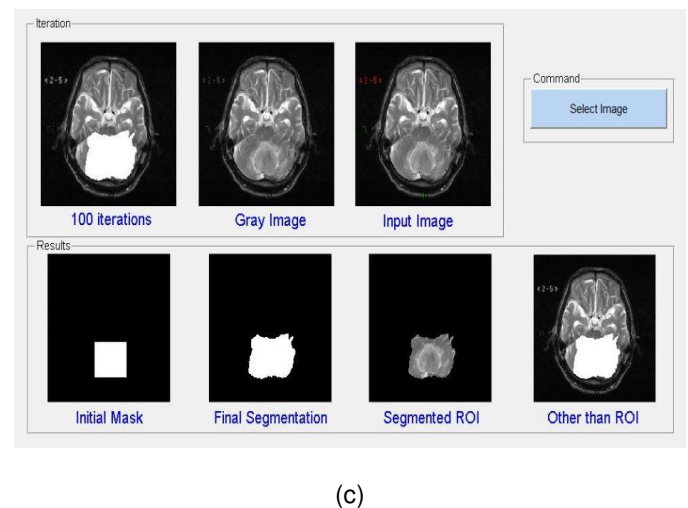 Iteration
Command
Select Image
100 iterations
Gray Image
Input Image
Results
Initial Mask
Final Segmentation
Segmented ROI
Other than ROI
(c)